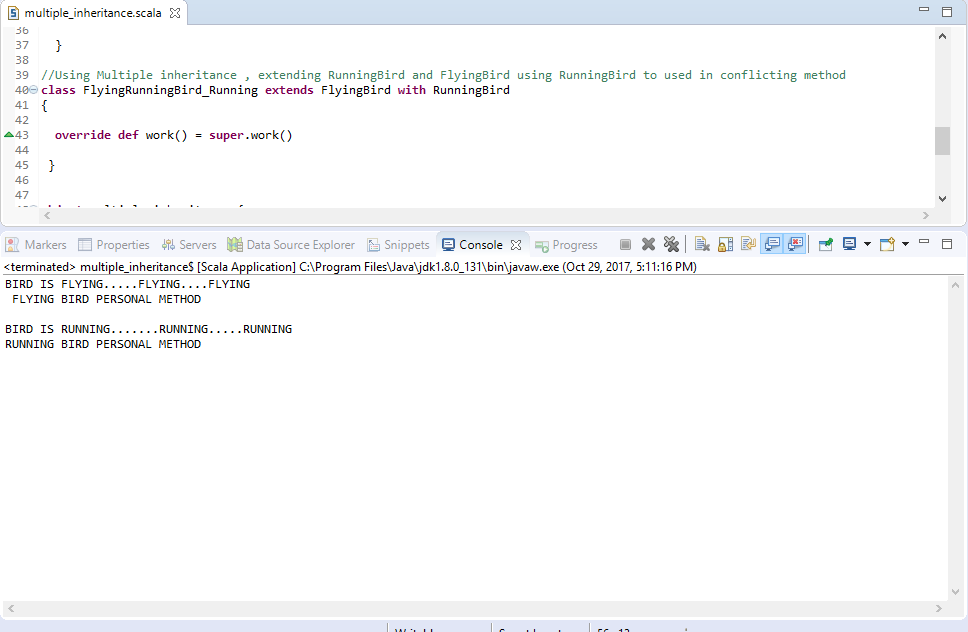 multiple_inheritance.scala
36
37 }
38
39 //Using Multiple inheritance , extending RunningBird and FlyingBird using RunningBird to used in conflicting method
40 class FlyingRunningBird_Running extends FlyingBird with RunningBird
41 {
42
43 override def work() = super.work()
44
45 }
46
47
Markers Properties Servers Data Source Explorer Snippets Console Progress
<terminated> multiple_inheritance$ [Scala Application] C:\Program Files\Java\jdk1.8.0_131\bin\javaw.exe (Oct 29, 2017, 5:11:16 PM)
BIRD IS FLYING.....FLYING....FLYING
FLYING BIRD PERSONAL METHOD
BIRD IS RUNNING.......RUNNING.....RUNNING
RUNNING BIRD PERSONAL METHOD